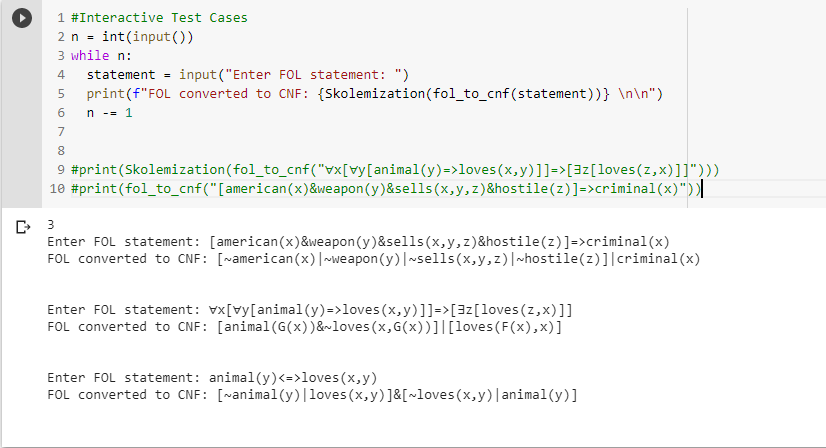 1 #Interactive Test Cases
2 n = int(input())
3 while n:
4   statement = input("Enter FOL statement: ")
5   print(f"FOL converted to CNF: {Skolemization(fol_to_cnf(statement))} \n\n")
6   n -= 1
7
8
9 #print(Skolemization(fol_to_cnf("∀x[∀y[animal(y)=>loves(x,y)]]=>[∃z[loves(z,x)]]")))
10 #print(fol_to_cnf("[american(x)&weapon(y)&sells(x,y,z)&hostile(z)]=>criminal(x)"))
3
Enter FOL statement: [american(x)&weapon(y)&sells(x,y,z)&hostile(z)]=>criminal(x)
FOL converted to CNF: [~american(x)|~weapon(y)|~sells(x,y,z)|~hostile(z)]|criminal(x)
Enter FOL statement: ∀x[∀y[animal(y)=>loves(x,y)]]=>[∃z[loves(z,x)]]
FOL converted to CNF: [animal(G(x))&~loves(x,G(x))]|[loves(F(x),x)]
Enter FOL statement: animal(y)<=>loves(x,y)
FOL converted to CNF: [~animal(y)|loves(x,y)]&[~loves(x,y)|animal(y)]